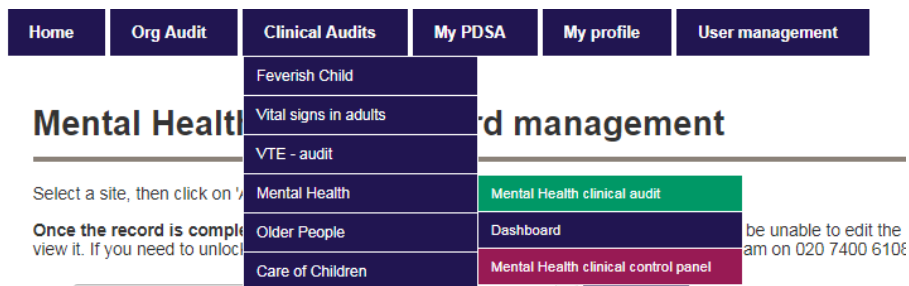 Home Org Audit Clinical Audits My PDSA My profile User management
Feverish Child
Mental Healt rd management
Vital signs in adults
VTE - audit
Select a site, then click on '
Mental Health
Mental Health clinical audit
Once the record is comple
Older People
Dashboard
be unable to edit the
view it. If you need to unloc
am on 020 7400 6108
Care of Children
Mental Health clinical control panel